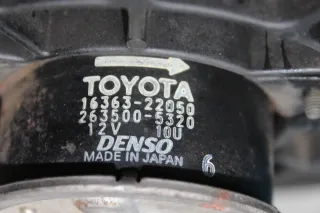 TOYOTA
16363-22050
263500-5320
12V 10U
DENSO
MADE IN JAPAN 6